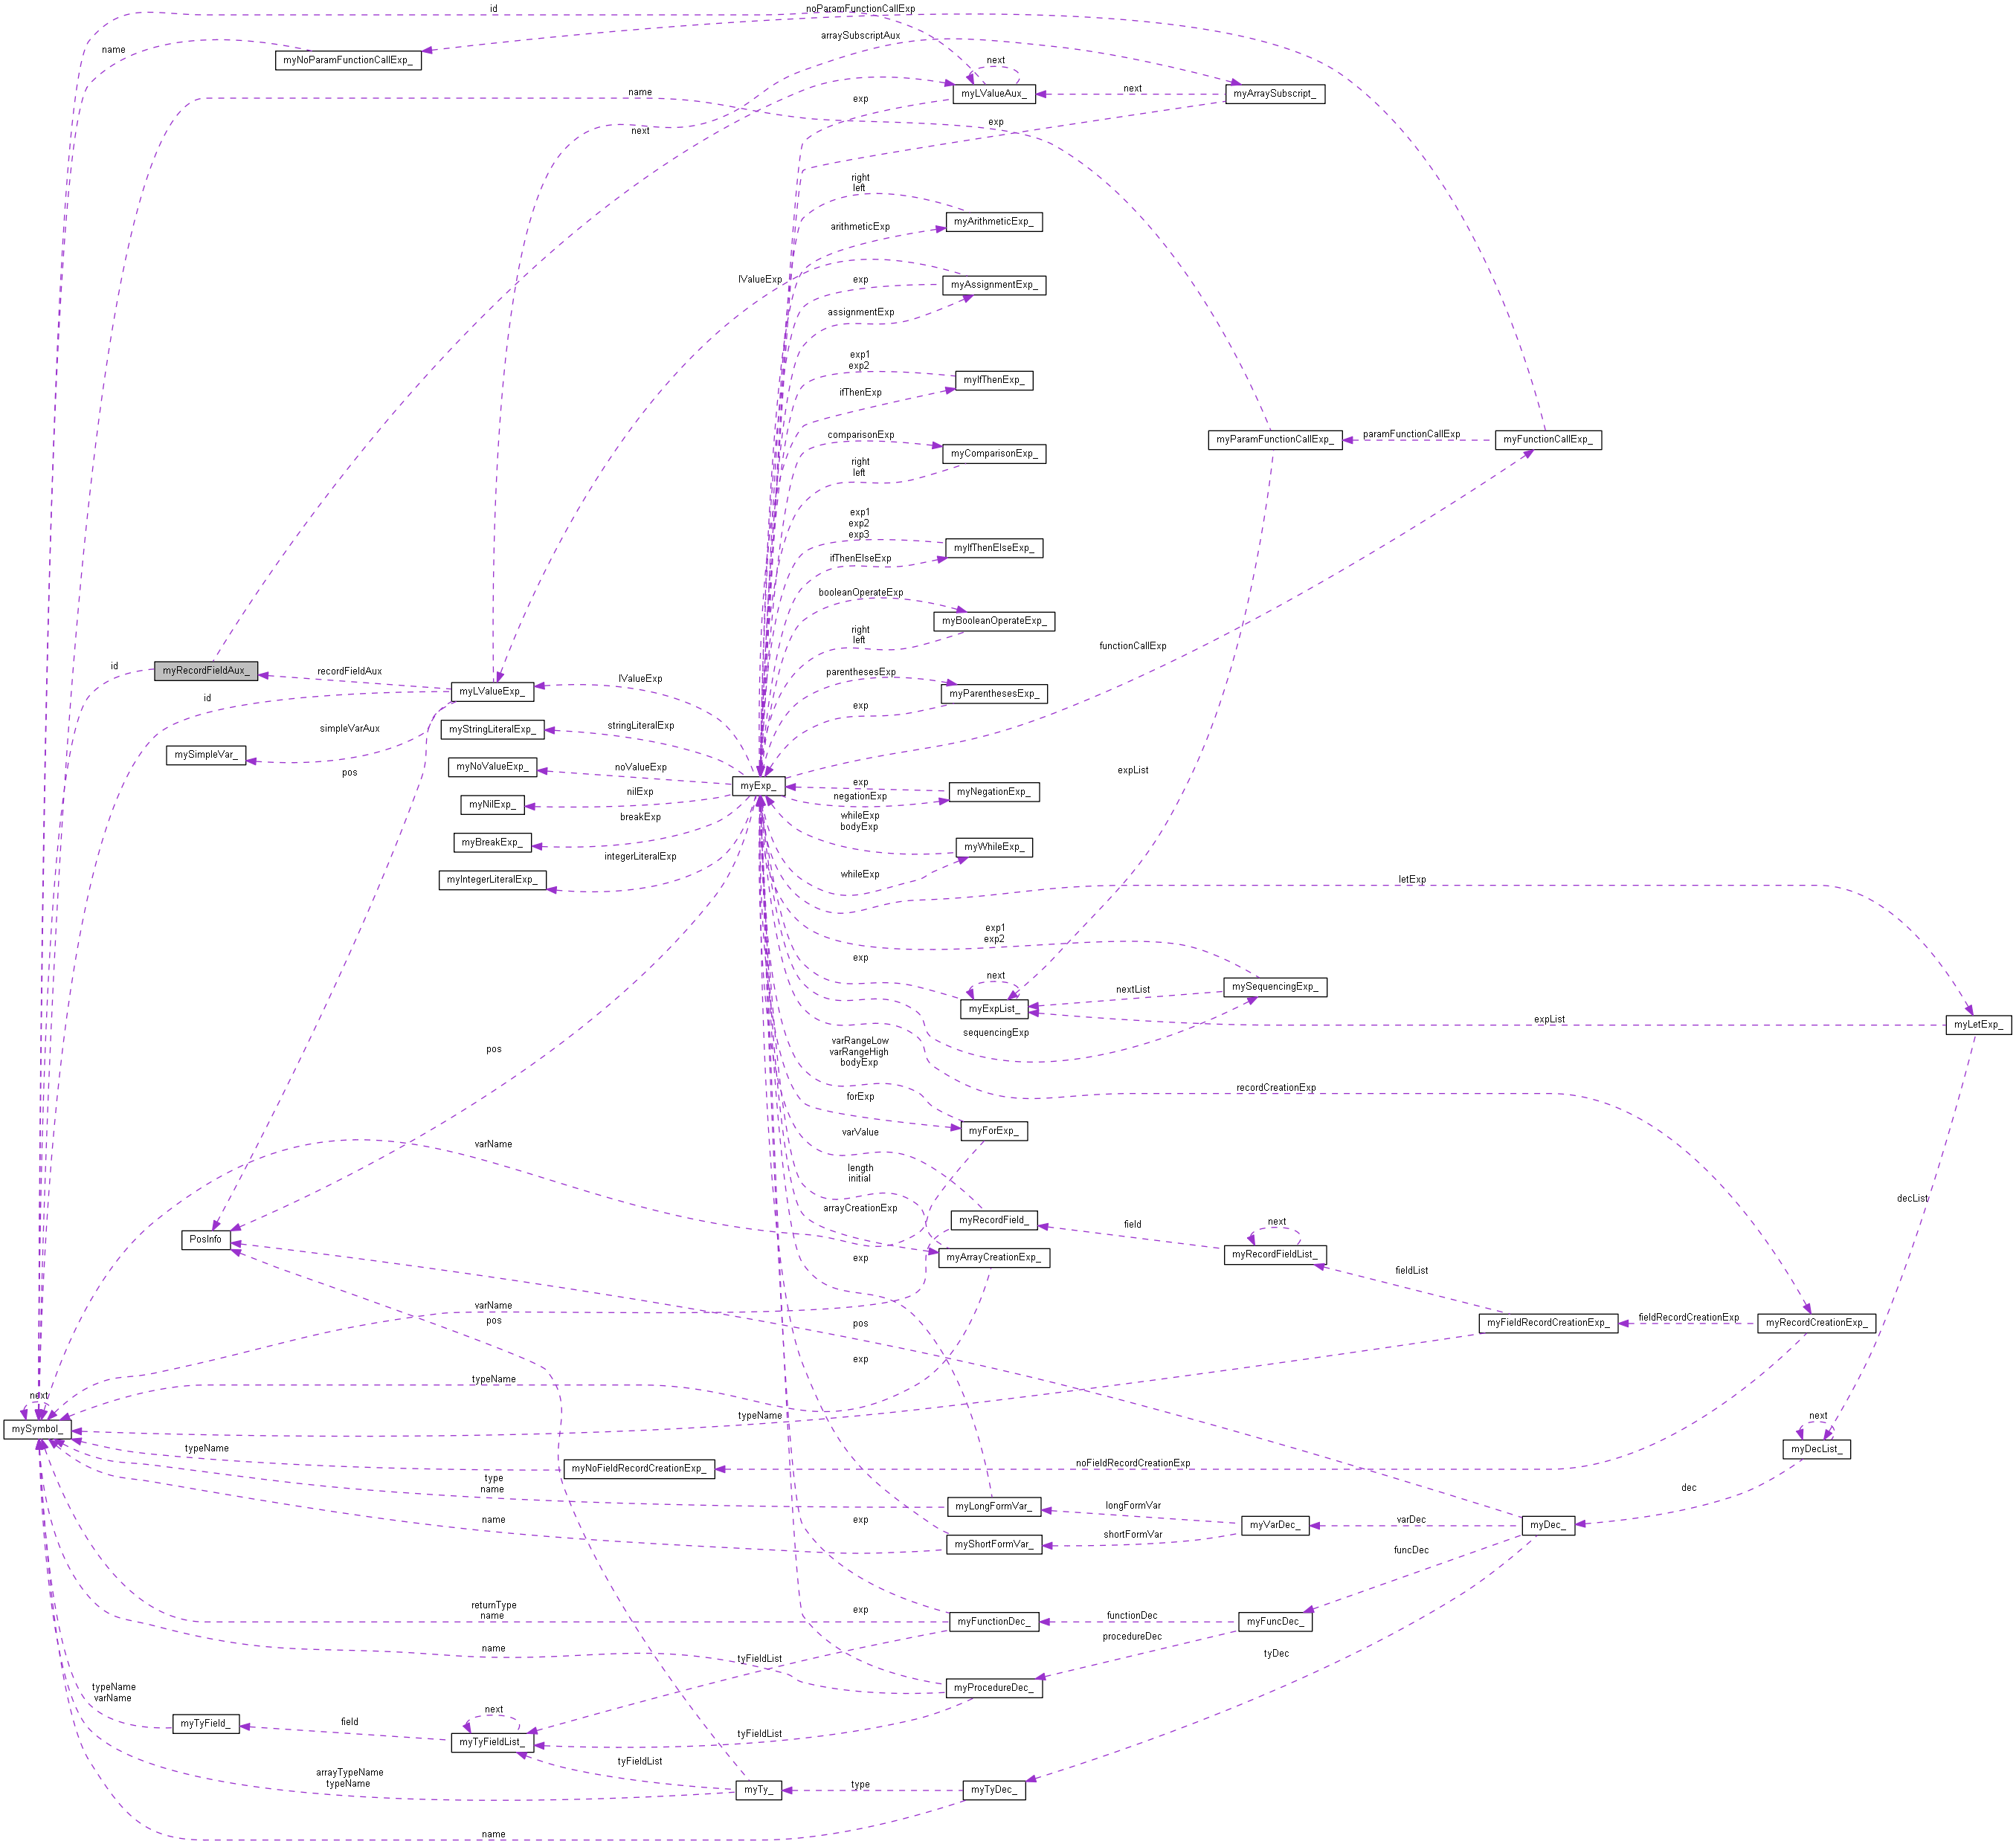 id
noParamFunctionCallExp
name
myNoParamFunctionCallExp_
arraySubscriptAux
next
myLValueAux_
next
myArraySubscript_
name
exp
next
exp
right
left
myArithmeticExp_
arithmeticExp
lValueExp
exp
myAssignmentExp_
assignmentExp
exp1
exp2
myIfThenExp_
ifThenExp
comparisonExp
myComparisonExp_
right
left
myParamFunctionCallExp_
paramFunctionCallExp
myFunctionCallExp_
exp1
exp2
exp3
myIfThenElseExp_
ifThenElseExp
booleanOperateExp
myBooleanOperateExp_
right
left
functionCallExp
id
myRecordFieldAux_
recordFieldAux
id
myLValueExp_
lValueExp
parenthesesExp
myParenthesesExp_
exp
simpleVarAux
mySimpleVar_
pos
myStringLiteralExp_
stringLiteralExp
myNoValueExp_
noValueExp
myNilExp_
nilExp
myExp_
breakExp
myBreakExp_
integerLiteralExp
myIntegerLiteralExp_
exp
myNegationExp_
negationExp
whileExp
bodyExp
myWhileExp_
whileExp
expList
letExp
exp1
exp2
exp
next
myExpList_
nextList
mySequencingExp_
expList
myLetExp_
sequencingExp
pos
varRangeLow
varRangeHigh
bodyExp
recordCreationExp
forExp
myForExp_
varValue
varName
length
initial
arrayCreationExp
myRecordField_
field
next
myRecordFieldList_
decList
PosInfo
myArrayCreationExp_
exp
fieldList
varName
pos
pos
myFieldRecordCreationExp_
fieldRecordCreationExp
myRecordCreationExp_
exp
typeName
next
mySymbol_
typeName
next
myDecList_
typeName
myNoFieldRecordCreationExp_
noFieldRecordCreationExp
type
name
myLongFormVar_
longFormVar
dec
name
exp
myShortFormVar_
shortFormVar
myVarDec_
varDec
myDec_
funcDec
returnType
name
exp
myFunctionDec_
functionDec
myFuncDec_
procedureDec
name
tyFieldList
tyDec
myProcedureDec_
typeName
varName
myTyField_
field
next
myTyFieldList_
tyFieldList
tyFieldList
arrayTypeName
typeName
myTy_
type
myTyDec_
name